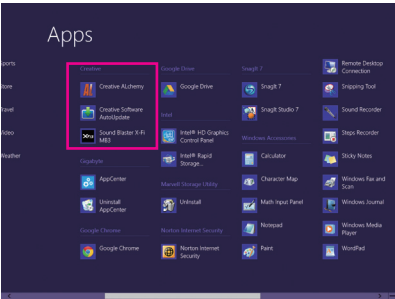 Apps
Sports
Store
Travel
Video
Weather
Creative
Creative ALchemy
Creative Software
AutoUpdate
Sound Blaster X-Fi
MB3
Gigabyte
AppCenter
Uninstall
AppCenter
Google Chrome
Google Chrome
Google Drive
Google Drive
Intel
Intel® HD Graphics
Control Panel
Intel® Rapid
Storage...
Marvell Storage Utility
Uninstall
Norton Internet Security
Norton Internet
Security
SnagIt 7
SnagIt 7
SnagIt Studio 7
Windows Accessories
Calculator
Character Map
Math Input Panel
Notepad
Paint
Remote Desktop
Connection
Snipping Tool
Sound Recorder
Steps Recorder
Sticky Notes
Windows Fax and
Scan
Windows Journal
Windows Media
Player
WordPad